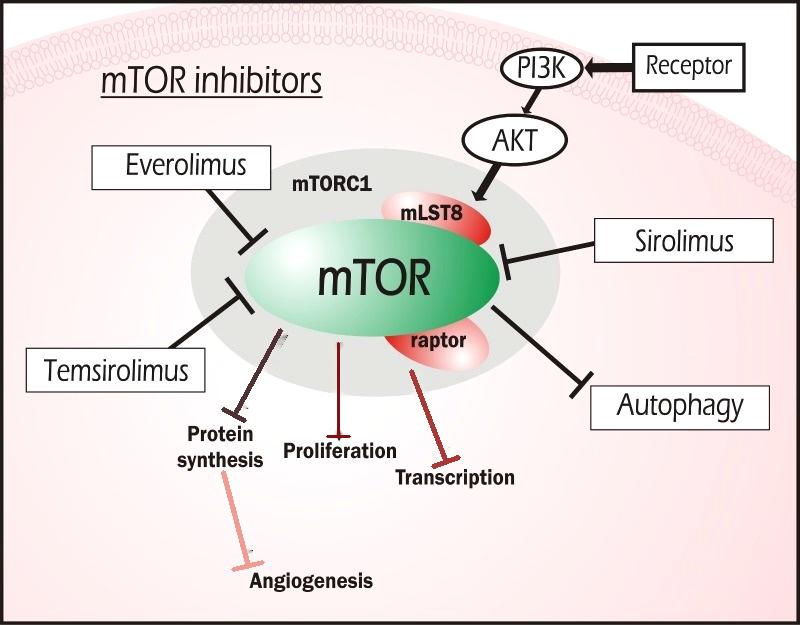 mTOR inhibitors
PI3K
Receptor
AKT
Everolimus
mTORC1
mLST8
Sirolimus
mTOR
raptor
Temsirolimus
Autophagy
Protein
synthesis
Proliferation
Transcription
Angiogenesis